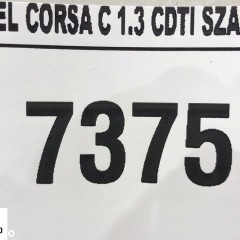 EL CORSA C 1.3 CDTI SZA
7375